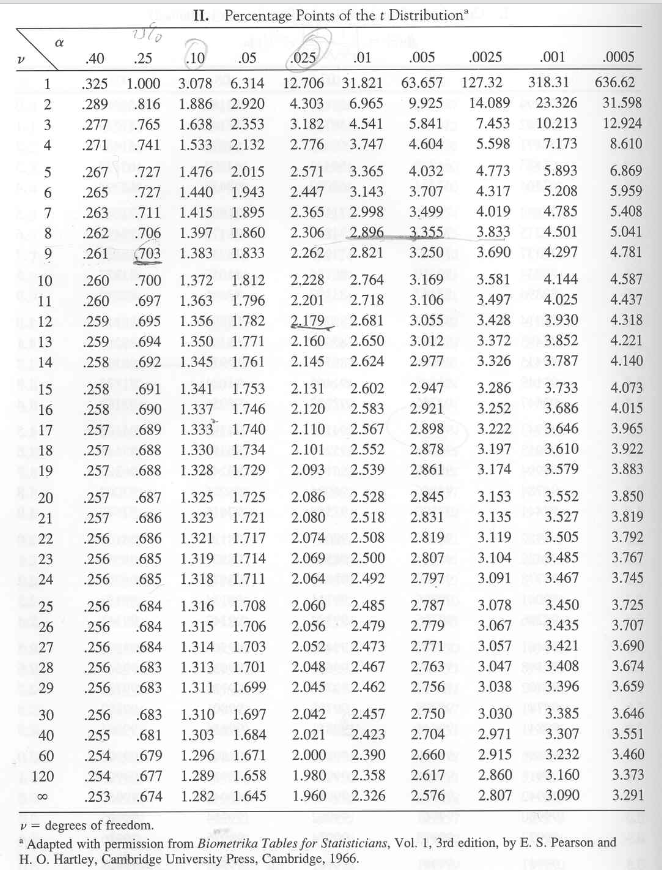 II. Percentage Points of the t Distributionᵃ
α
ν .40 .25 .10 .05 .025 .01 .005 .0025 .001 .0005
1 .325 1.000 3.078 6.314 12.706 31.821 63.657 127.32 318.31 636.62
2 .289 .816 1.886 2.920 4.303 6.965 9.925 14.089 23.326 31.598
3 .277 .765 1.638 2.353 3.182 4.541 5.841 7.453 10.213 12.924
4 .271 .741 1.533 2.132 2.776 3.747 4.604 5.598 7.173 8.610
5 .267 .727 1.476 2.015 2.571 3.365 4.032 4.773 5.893 6.869
6 .265 .727 1.440 1.943 2.447 3.143 3.707 4.317 5.208 5.959
7 .263 .711 1.415 1.895 2.365 2.998 3.499 4.019 4.785 5.408
8 .262 .706 1.397 1.860 2.306 2.896 3.355 3.833 4.501 5.041
9 .261 .703 1.383 1.833 2.262 2.821 3.250 3.690 4.297 4.781
10 .260 .700 1.372 1.812 2.228 2.764 3.169 3.581 4.144 4.587
11 .260 .697 1.363 1.796 2.201 2.718 3.106 3.497 4.025 4.437
12 .259 .695 1.356 1.782 2.179 2.681 3.055 3.428 3.930 4.318
13 .259 .694 1.350 1.771 2.160 2.650 3.012 3.372 3.852 4.221
14 .258 .692 1.345 1.761 2.145 2.624 2.977 3.326 3.787 4.140
15 .258 .691 1.341 1.753 2.131 2.602 2.947 3.286 3.733 4.073
16 .258 .690 1.337 1.746 2.120 2.583 2.921 3.252 3.686 4.015
17 .257 .689 1.333 1.740 2.110 2.567 2.898 3.222 3.646 3.965
18 .257 .688 1.330 1.734 2.101 2.552 2.878 3.197 3.610 3.922
19 .257 .688 1.328 1.729 2.093 2.539 2.861 3.174 3.579 3.883
20 .257 .687 1.325 1.725 2.086 2.528 2.845 3.153 3.552 3.850
21 .257 .686 1.323 1.721 2.080 2.518 2.831 3.135 3.527 3.819
22 .256 .686 1.321 1.717 2.074 2.508 2.819 3.119 3.505 3.792
23 .256 .685 1.319 1.714 2.069 2.500 2.807 3.104 3.485 3.767
24 .256 .685 1.318 1.711 2.064 2.492 2.797 3.091 3.467 3.745
25 .256 .684 1.316 1.708 2.060 2.485 2.787 3.078 3.450 3.725
26 .256 .684 1.315 1.706 2.056 2.479 2.779 3.067 3.435 3.707
27 .256 .684 1.314 1.703 2.052 2.473 2.771 3.057 3.421 3.690
28 .256 .683 1.313 1.701 2.048 2.467 2.763 3.047 3.408 3.674
29 .256 .683 1.311 1.699 2.045 2.462 2.756 3.038 3.396 3.659
30 .256 .683 1.310 1.697 2.042 2.457 2.750 3.030 3.385 3.646
40 .255 .681 1.303 1.684 2.021 2.423 2.704 2.971 3.307 3.551
60 .254 .679 1.296 1.671 2.000 2.390 2.660 2.915 3.232 3.460
120 .254 .677 1.289 1.658 1.980 2.358 2.617 2.860 3.160 3.373
∞ .253 .674 1.282 1.645 1.960 2.326 2.576 2.807 3.090 3.291
ν = degrees of freedom.
ᵃ Adapted with permission from Biometrika Tables for Statisticians, Vol. 1, 3rd edition, by E. S. Pearson and
H. O. Hartley, Cambridge University Press, Cambridge, 1966.